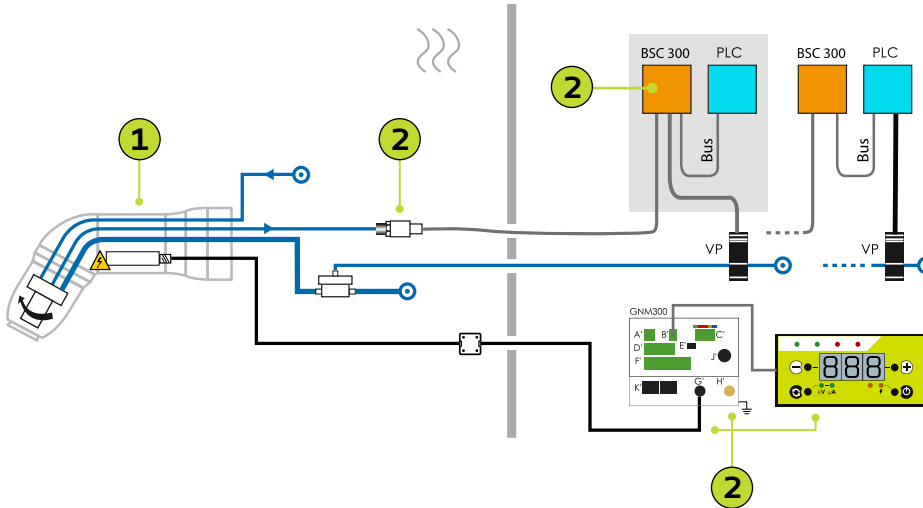 BSC 300
PLC
BSC 300
PLC
2
1
2
Bus
Bus
VP
VP
GNM300
A'
B'
C'
D'
E'
F'
J'
K'
G'
H'
888
kV
µA
2